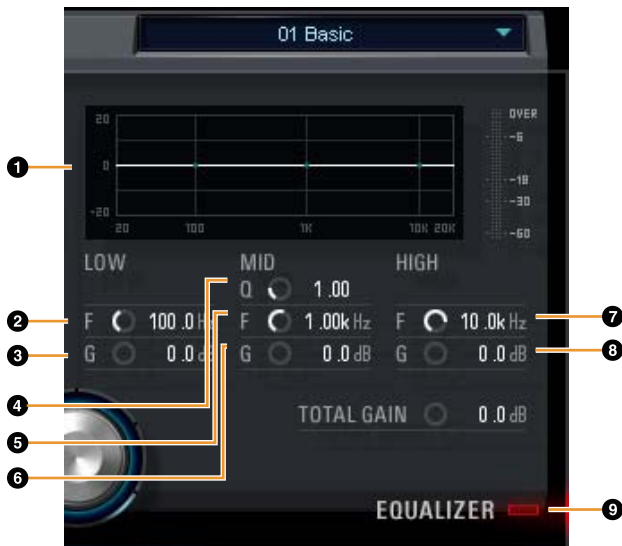 01 Basic
20
0
-20
20 100 1K 10K 20K
OVER
-6
-18
-30
-60
1
LOW MID HIGH
Q 1.00
2 F 100.0 Hz F 1.00k Hz F 10.0k Hz 7
3 G 0.0 dB G 0.0 dB G 0.0 dB 8
4
TOTAL GAIN 0.0 dB
5
6
EQUALIZER 9